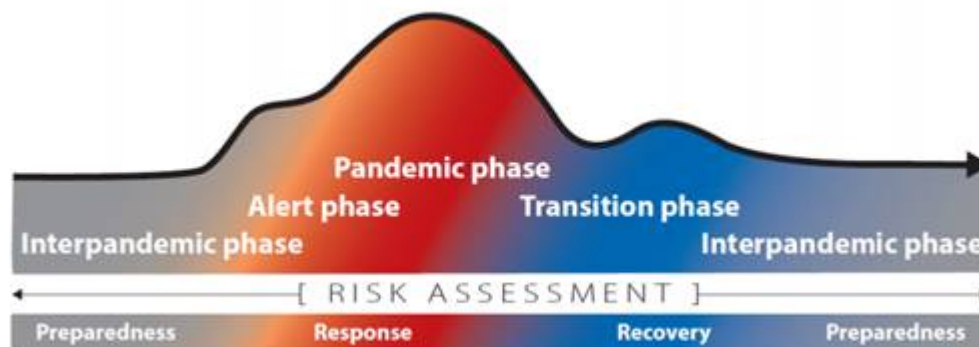 Pandemic phase
Alert phase Transition phase
Interpandemic phase Interpandemic phase
[ RISK ASSESSMENT ]
Preparedness Response Recovery Preparedness